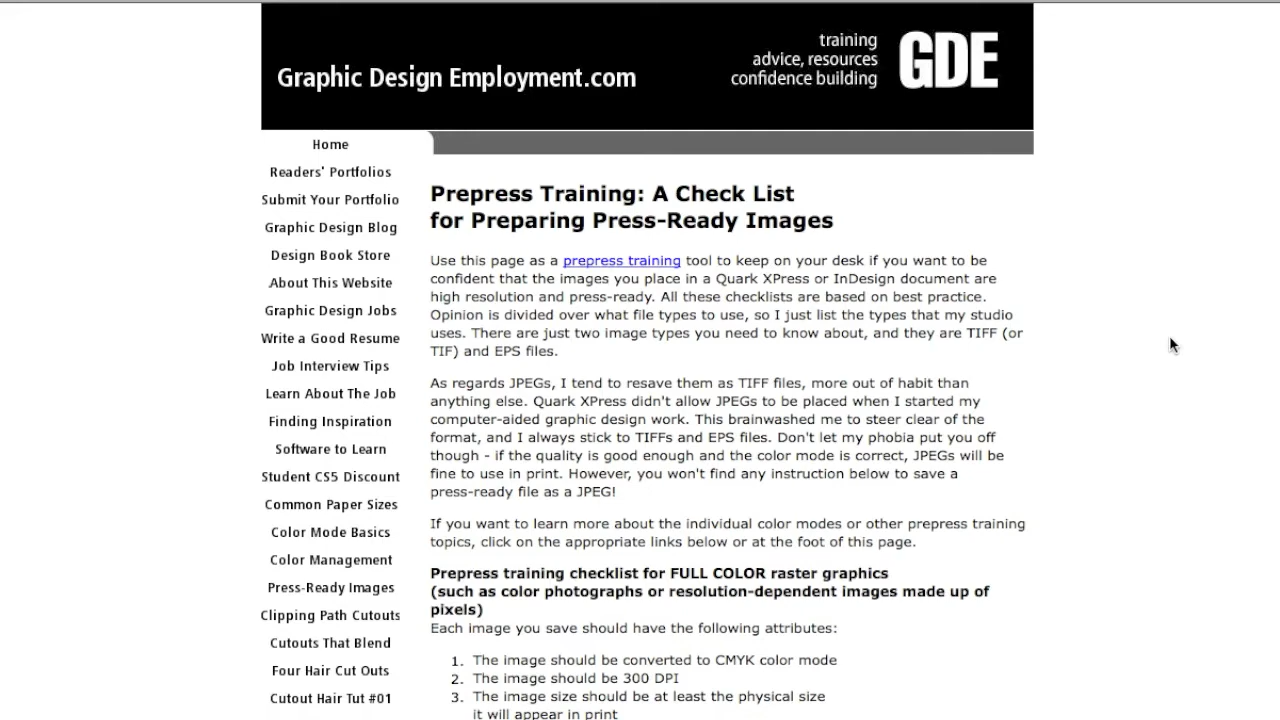 training
advice, resources
confidence building
GDE
Graphic Design Employment.com
Home
Readers' Portfolios
Submit Your Portfolio
Graphic Design Blog
Design Book Store
About This Website
Graphic Design Jobs
Write a Good Resume
Job Interview Tips
Learn About The Job
Finding Inspiration
Software to Learn
Student CS5 Discount
Common Paper Sizes
Color Mode Basics
Color Management
Press-Ready Images
Clipping Path Cutouts
Cutouts That Blend
Four Hair Cut Outs
Cutout Hair Tut #01
Prepress Training: A Check List
for Preparing Press-Ready Images
Use this page as a prepress training tool to keep on your desk if you want to be
confident that the images you place in a Quark XPress or InDesign document are
high resolution and press-ready. All these checklists are based on best practice.
Opinion is divided over what file types to use, so I just list the types that my studio
uses. There are just two image types you need to know about, and they are TIFF (or
TIF) and EPS files.
As regards JPEGs, I tend to resave them as TIFF files, more out of habit than
anything else. Quark XPress didn't allow JPEGs to be placed when I started my
computer-aided graphic design work. This brainwashed me to steer clear of the
format, and I always stick to TIFFs and EPS files. Don't let my phobia put you off
though - if the quality is good enough and the color mode is correct, JPEGs will be
fine to use in print. However, you won't find any instruction below to save a
press-ready file as a JPEG!
If you want to learn more about the individual color modes or other prepress training
topics, click on the appropriate links below or at the foot of this page.
Prepress training checklist for FULL COLOR raster graphics
(such as color photographs or resolution-dependent images made up of
pixels)
Each image you save should have the following attributes:
1. The image should be converted to CMYK color mode
2. The image should be 300 DPI
3. The image size should be at least the physical size
it will appear in print